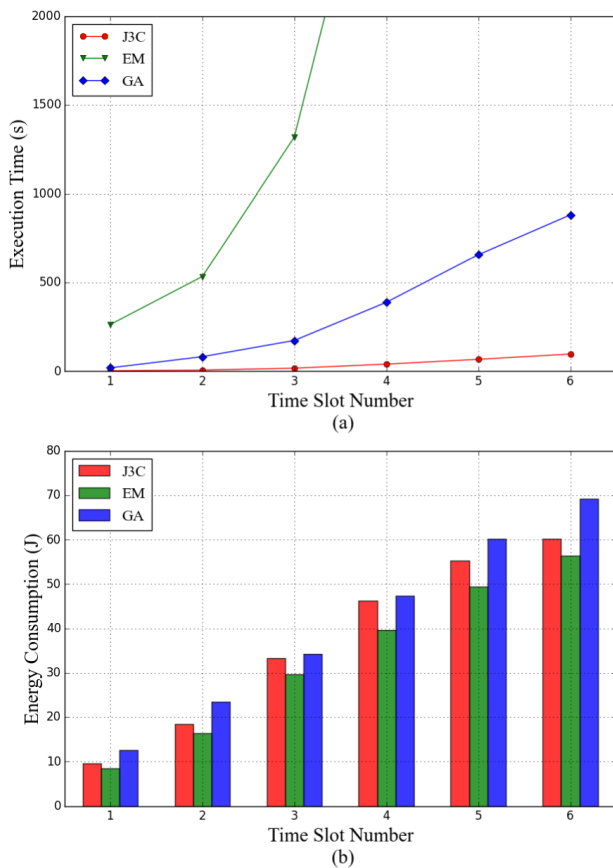 2000
1500
1000
500
0
Execution Time (s)
J3C
EM
GA
1 2 3 4 5 6
Time Slot Number
(a)
80
70
60
50
40
30
20
10
0
Energy Consumption (J)
J3C
EM
GA
1 2 3 4 5 6
Time Slot Number
(b)